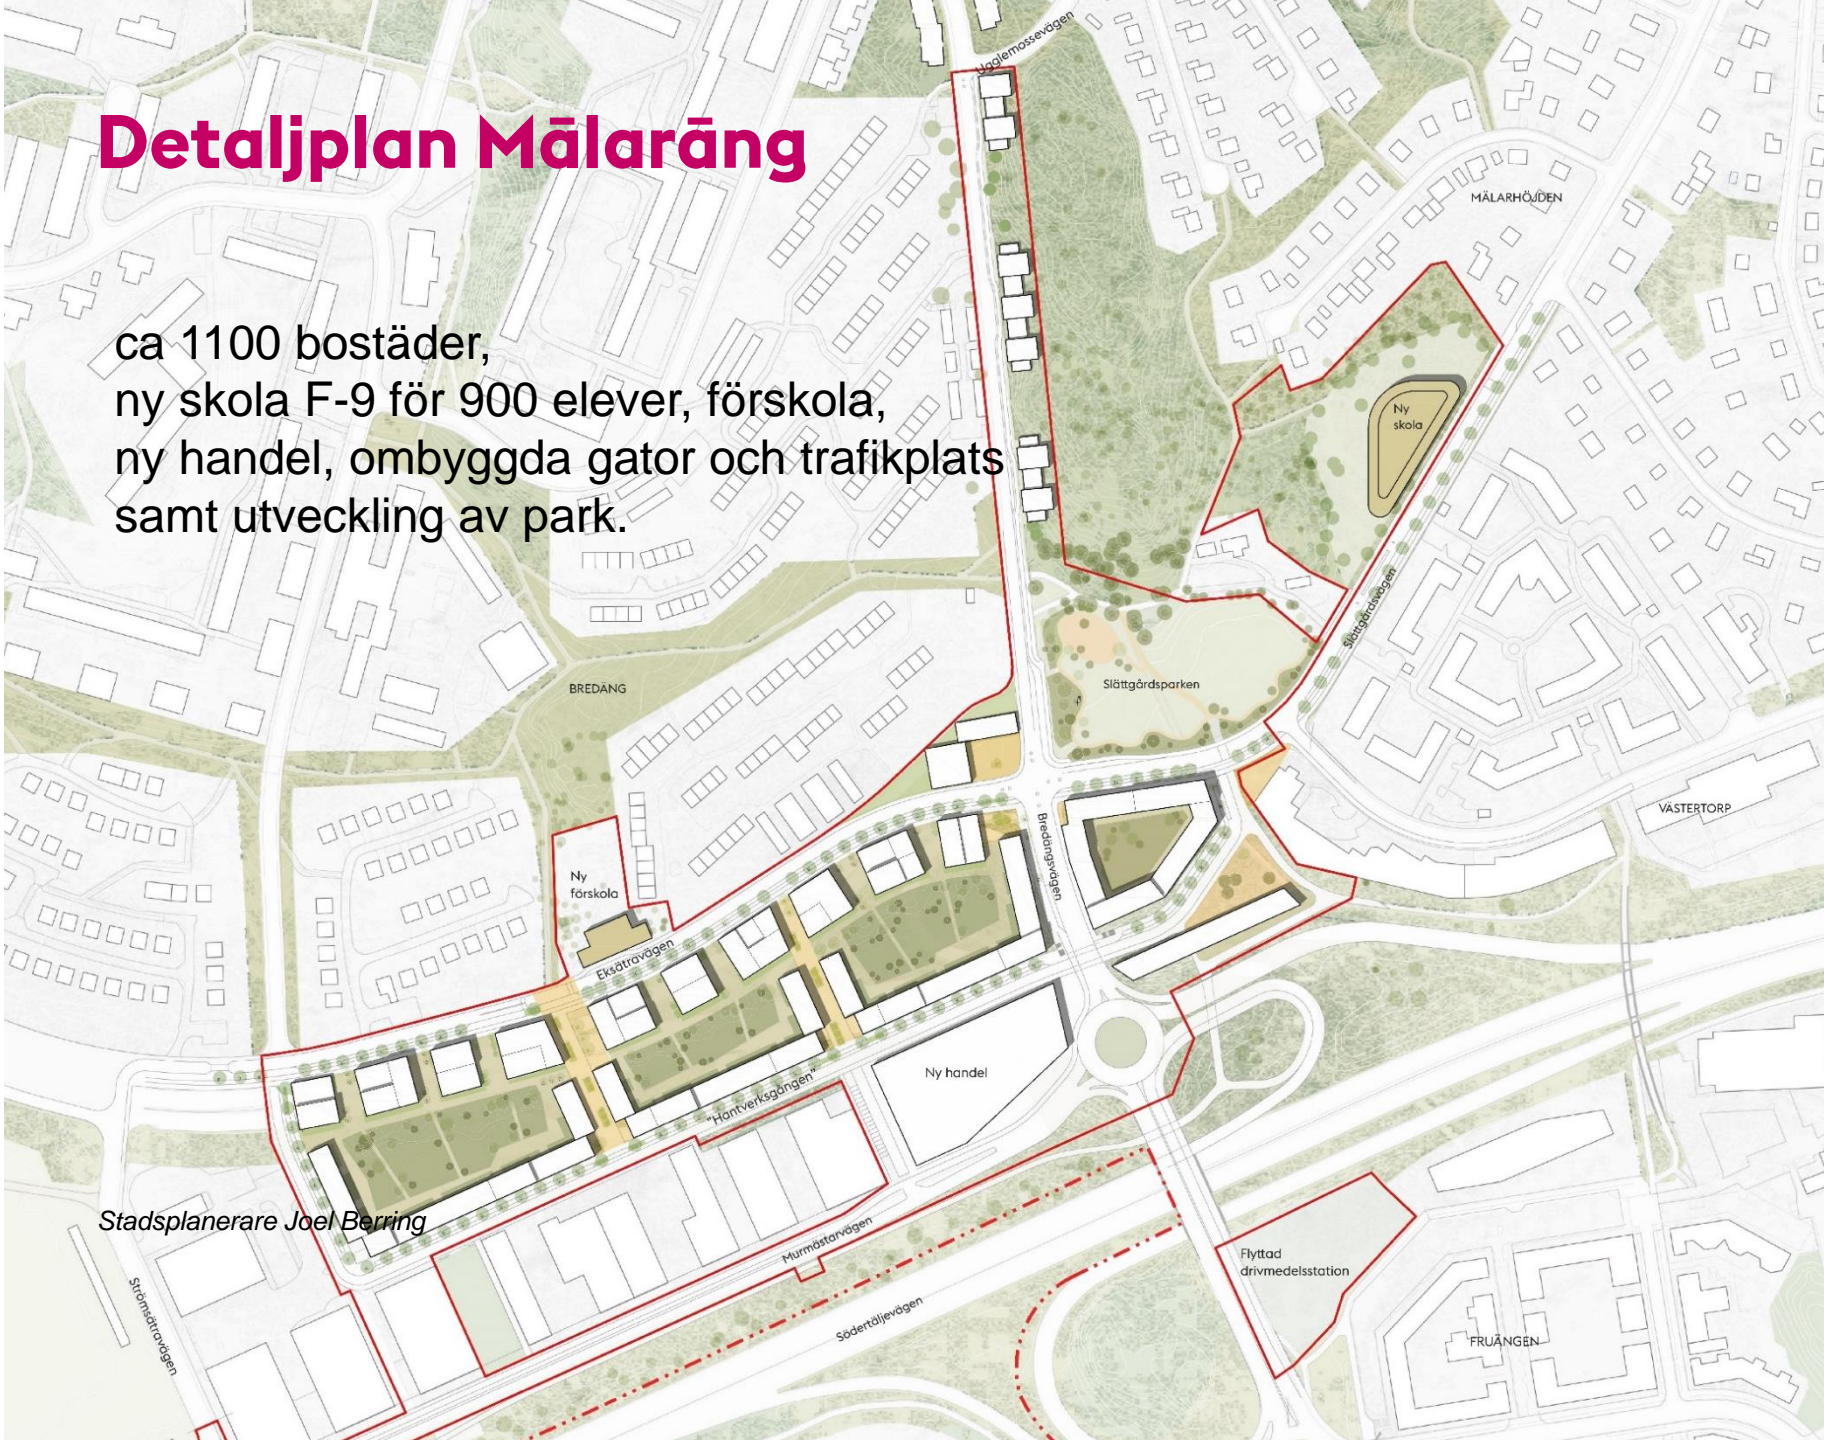 Ugglemossevägen
Detaljplan Mälaräng
MÄLARHÖJDEN
ca 1100 bostäder,
ny skola F-9 för 900 elever, förskola,
ny handel, ombyggda gator och trafikplats
samt utveckling av park.
Ny
skola
Slättgårdsvägen
BREDÄNG
Slättgårdsparken
VÄSTERTORP
Bredängsvägen
Ny
förskola
Eksätravägen
Ny handel
"Hantverksgången"
Stadsplanerare Joel Berring
Murmästarvägen
Flyttad
drivmedelsstation
Strömsätravägen
Södertäljevägen
FRUÄNGEN